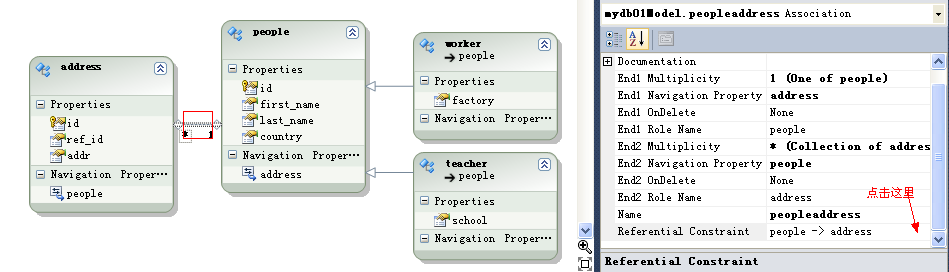 address
Properties
id
ref_id
addr
Navigation Proper···
people
people
Properties
id
first_name
last_name
country
Navigation Proper···
address
* 1
worker
people
Properties
factory
Navigation Proper···
teacher
people
Properties
school
Navigation Proper···
mydb01Model.peopleaddress Association
Documentation
End1 Multiplicity 1 (One of people)
End1 Navigation Property address
End1 OnDelete None
End1 Role Name people
End2 Multiplicity * (Collection of addres
End2 Navigation Property people
End2 OnDelete None
End2 Role Name address
点击这里
Name peopleaddress
Referential Constraint people -> address
Referential Constraint